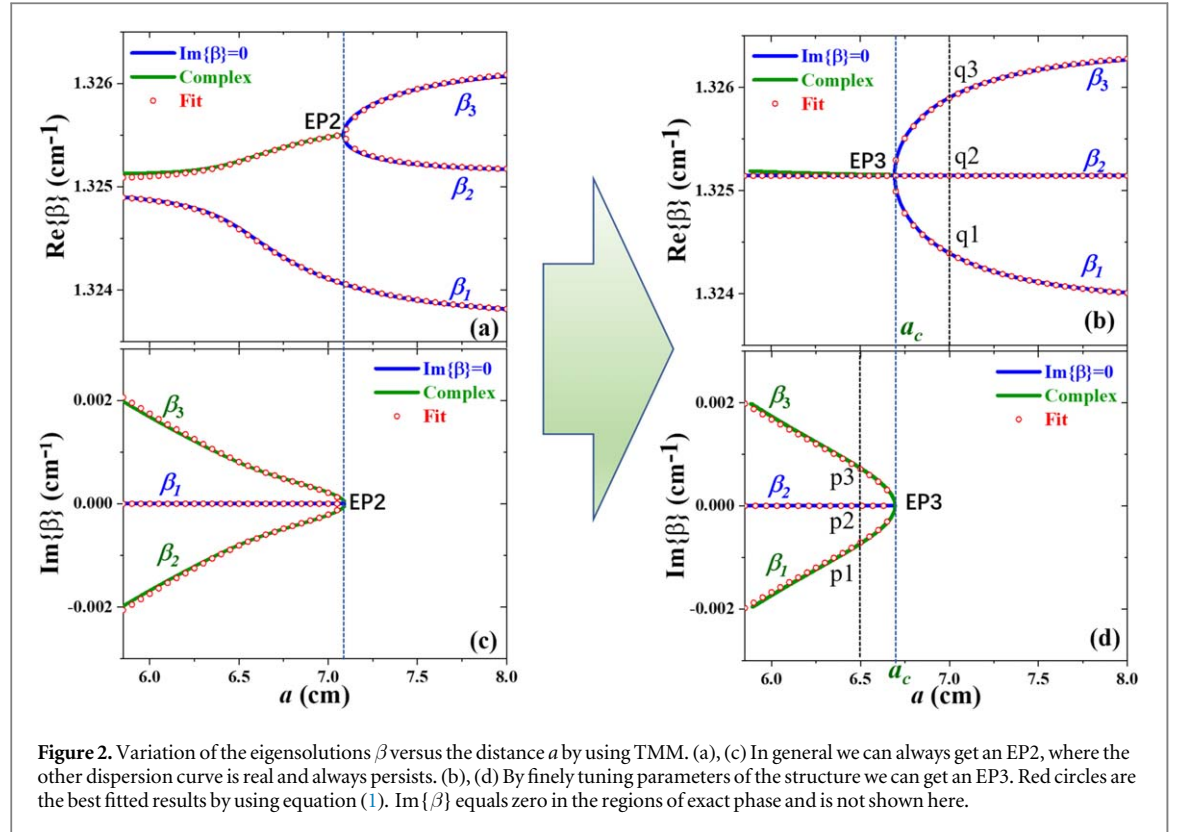 Im{β}=0
Complex
Fit
EP2
β3
β2
β1
1.326
1.325
1.324
Re{β} (cm-1)
(a)
Im{β}=0
Complex
Fit
EP3
q3
q2
q1
β3
β2
β1
1.326
1.325
1.324
Re{β} (cm-1)
ac
(b)
Im{β}=0
Complex
Fit
β3
β1
β2
EP2
0.002
0.000
-0.002
Im{β} (cm-1)
(c)
6.0 6.5 7.0 7.5 8.0
a (cm)
Im{β}=0
Complex
Fit
β3
β2
β1
p3
p2
p1
EP3
0.002
0.000
-0.002
Im{β} (cm-1)
(d)
ac
6.0 6.5 7.0 7.5 8.0
a (cm)
Figure 2. Variation of the eigensolutions β versus the distance a by using TMM. (a), (c) In general we can always get an EP2, where the
other dispersion curve is real and always persists. (b), (d) By finely tuning parameters of the structure we can get an EP3. Red circles are
the best fitted results by using equation (1). Im{β} equals zero in the regions of exact phase and is not shown here.